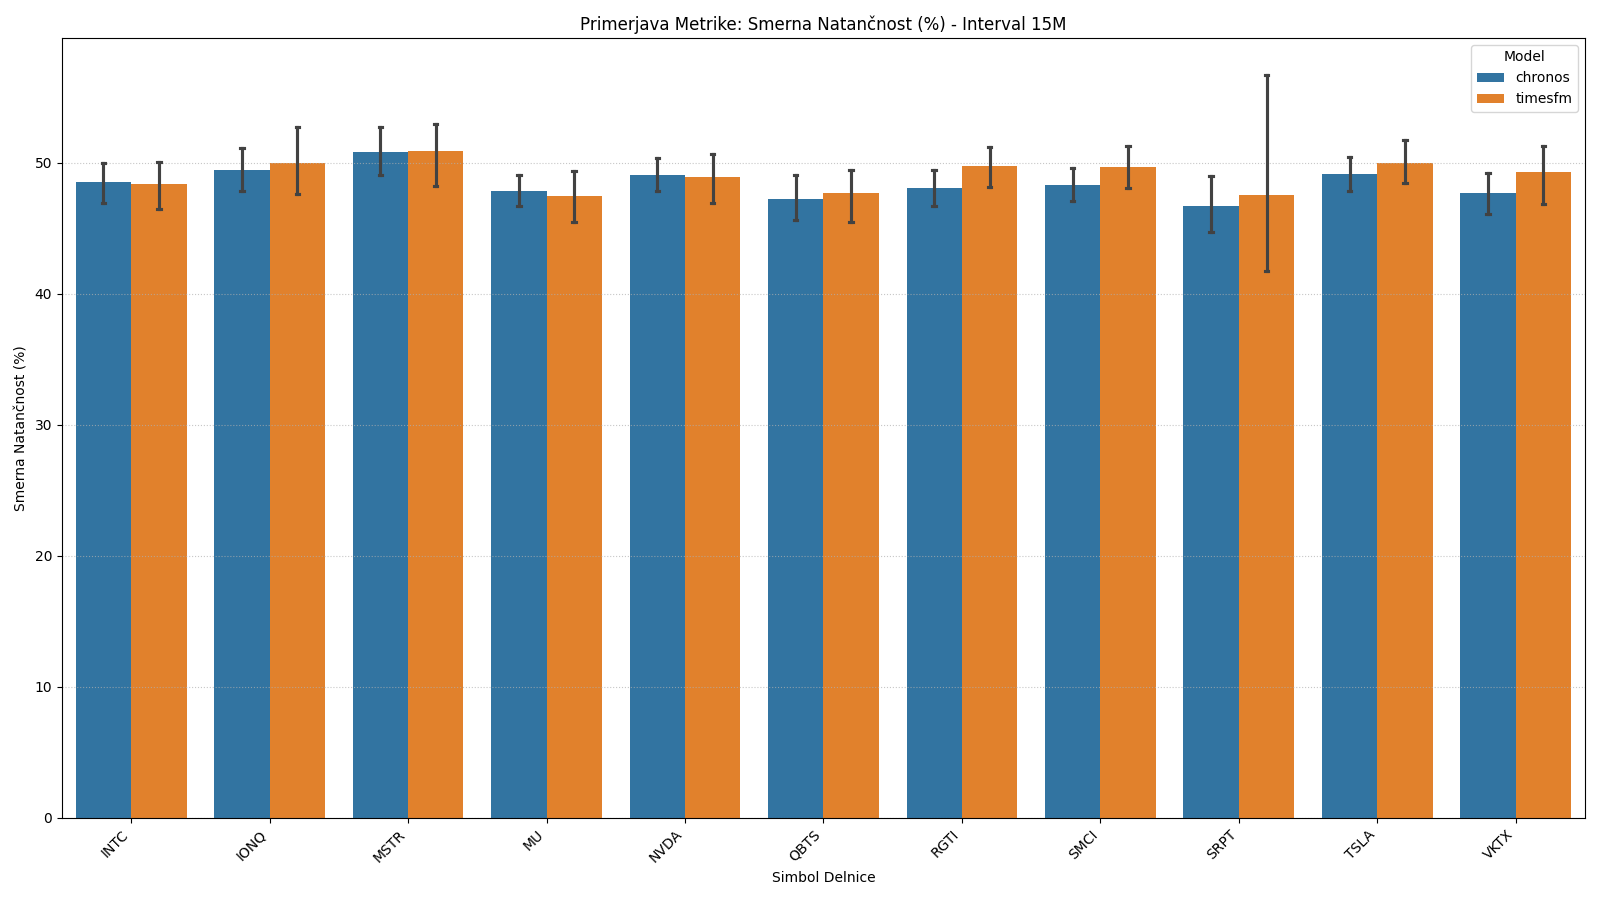 Primerjava Metrike: Smerna Natančnost (%) - Interval 15M
Model
chronos
timesfm
Smerna Natančnost (%)
50
40
30
20
10
0
INTC
IONQ
MSTR
MU
NVDA
QBTS
RGTI
SMCI
SRPT
TSLA
VKTX
Simbol Delnice